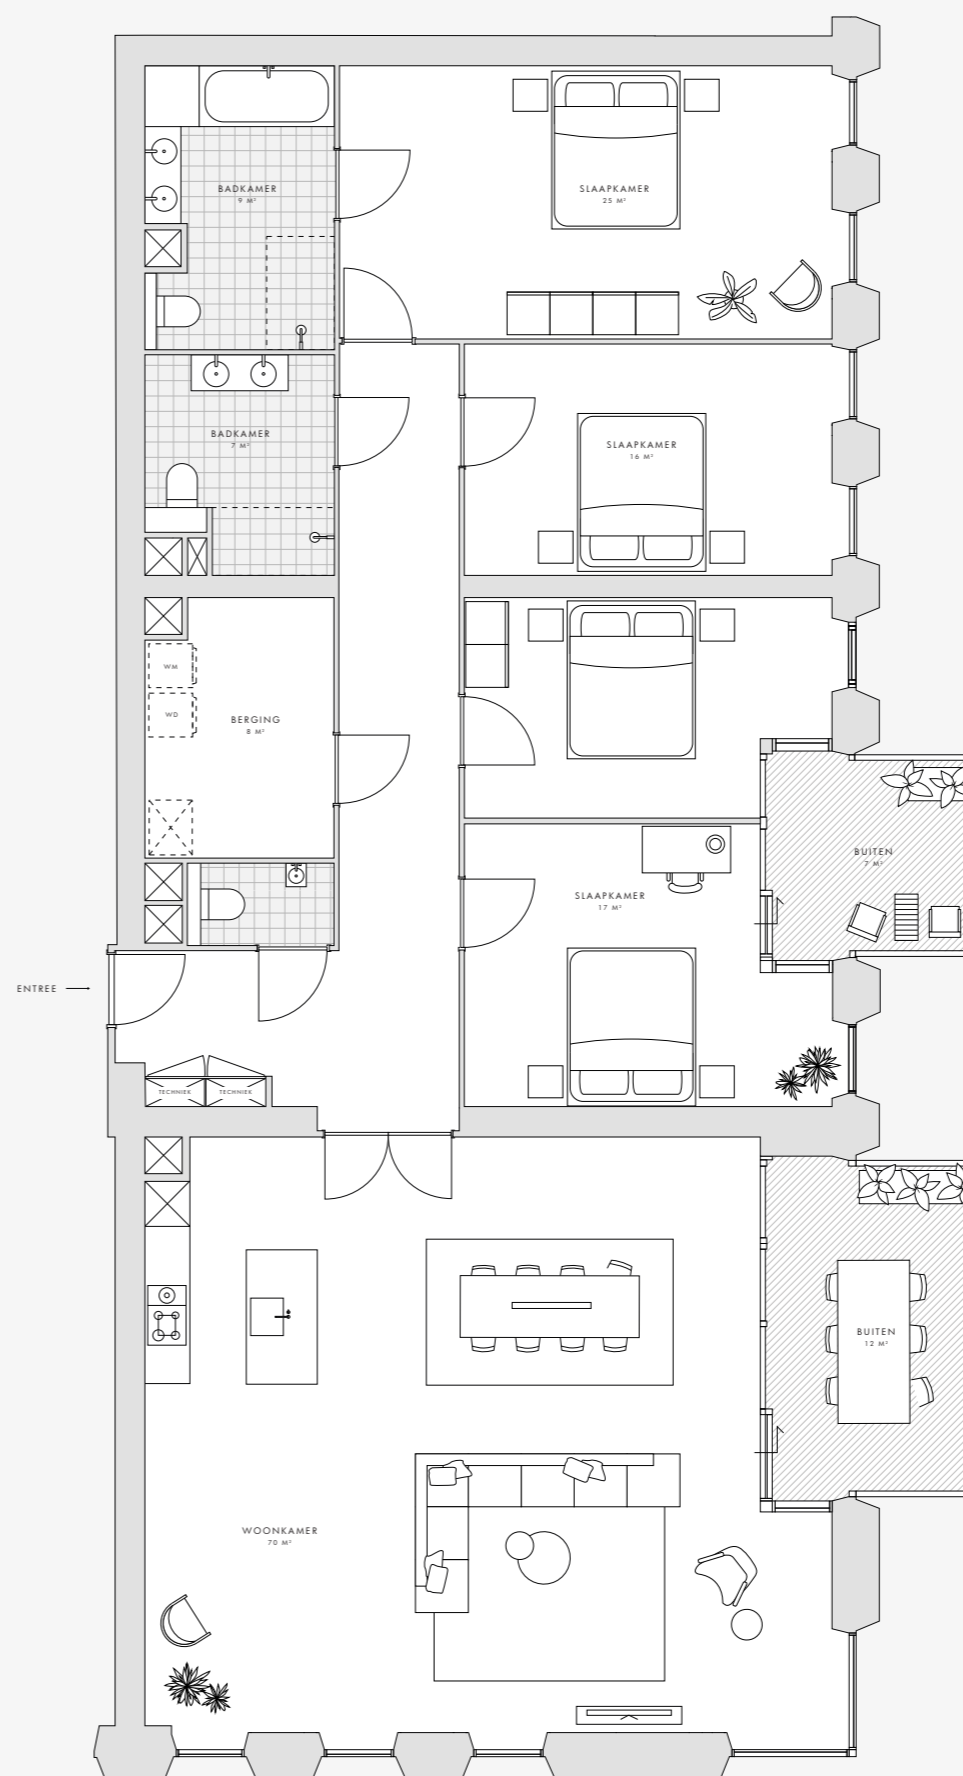 BADKAMER
9 M²
SLAAPKAMER
25 M²
BADKAMER
7 M²
SLAAPKAMER
16 M²
WM
WD
BERGING
8 M²
BUITEN
7 M²
SLAAPKAMER
17 M²
ENTREE
TECHNIEK
TECHNIEK
BUITEN
12 M²
WOONKAMER
70 M²